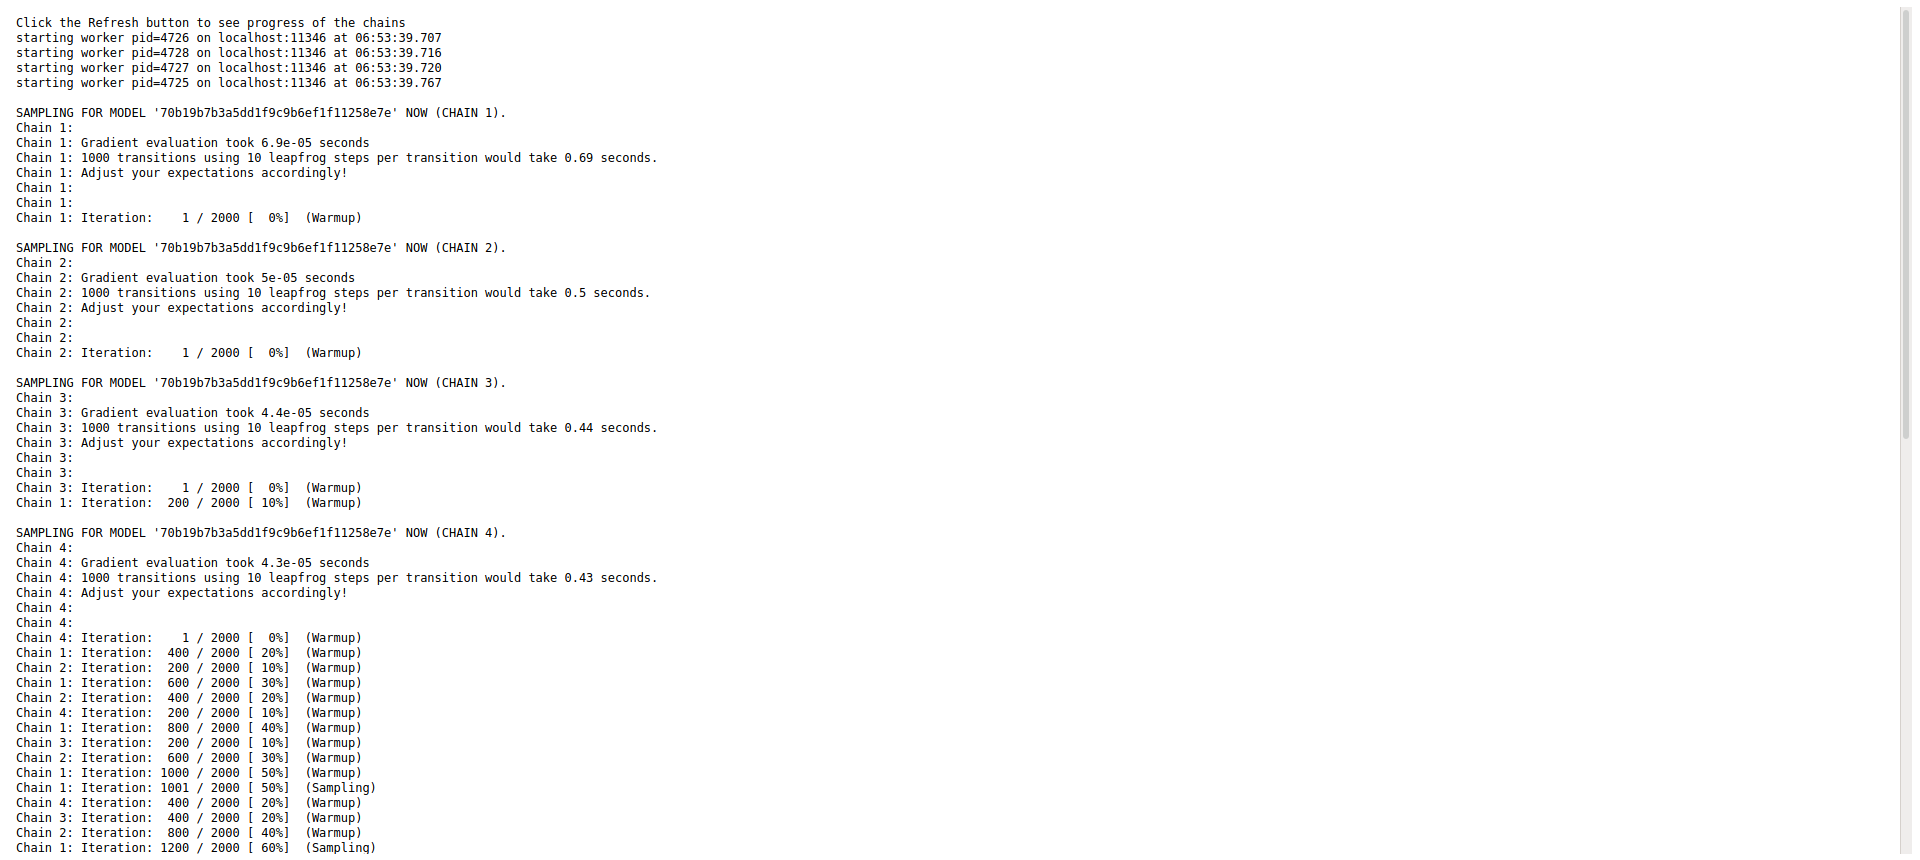 Click the Refresh button to see progress of the chains
starting worker pid=4726 on localhost:11346 at 06:53:39.707
starting worker pid=4728 on localhost:11346 at 06:53:39.716
starting worker pid=4727 on localhost:11346 at 06:53:39.720
starting worker pid=4725 on localhost:11346 at 06:53:39.767

SAMPLING FOR MODEL '70b19b7b3a5dd1f9c9b6ef1f11258e7e' NOW (CHAIN 1).
Chain 1:
Chain 1: Gradient evaluation took 6.9e-05 seconds
Chain 1: 1000 transitions using 10 leapfrog steps per transition would take 0.69 seconds.
Chain 1: Adjust your expectations accordingly!
Chain 1:
Chain 1:
Chain 1: Iteration:    1 / 2000 [  0%]  (Warmup)

SAMPLING FOR MODEL '70b19b7b3a5dd1f9c9b6ef1f11258e7e' NOW (CHAIN 2).
Chain 2:
Chain 2: Gradient evaluation took 5e-05 seconds
Chain 2: 1000 transitions using 10 leapfrog steps per transition would take 0.5 seconds.
Chain 2: Adjust your expectations accordingly!
Chain 2:
Chain 2:
Chain 2: Iteration:    1 / 2000 [  0%]  (Warmup)

SAMPLING FOR MODEL '70b19b7b3a5dd1f9c9b6ef1f11258e7e' NOW (CHAIN 3).
Chain 3:
Chain 3: Gradient evaluation took 4.4e-05 seconds
Chain 3: 1000 transitions using 10 leapfrog steps per transition would take 0.44 seconds.
Chain 3: Adjust your expectations accordingly!
Chain 3:
Chain 3:
Chain 3: Iteration:    1 / 2000 [  0%]  (Warmup)
Chain 1: Iteration:  200 / 2000 [ 10%]  (Warmup)

SAMPLING FOR MODEL '70b19b7b3a5dd1f9c9b6ef1f11258e7e' NOW (CHAIN 4).
Chain 4:
Chain 4: Gradient evaluation took 4.3e-05 seconds
Chain 4: 1000 transitions using 10 leapfrog steps per transition would take 0.43 seconds.
Chain 4: Adjust your expectations accordingly!
Chain 4:
Chain 4:
Chain 4: Iteration:    1 / 2000 [  0%]  (Warmup)
Chain 1: Iteration:  400 / 2000 [ 20%]  (Warmup)
Chain 2: Iteration:  200 / 2000 [ 10%]  (Warmup)
Chain 1: Iteration:  600 / 2000 [ 30%]  (Warmup)
Chain 2: Iteration:  400 / 2000 [ 20%]  (Warmup)
Chain 4: Iteration:  200 / 2000 [ 10%]  (Warmup)
Chain 1: Iteration:  800 / 2000 [ 40%]  (Warmup)
Chain 3: Iteration:  200 / 2000 [ 10%]  (Warmup)
Chain 2: Iteration:  600 / 2000 [ 30%]  (Warmup)
Chain 1: Iteration: 1000 / 2000 [ 50%]  (Warmup)
Chain 1: Iteration: 1001 / 2000 [ 50%]  (Sampling)
Chain 4: Iteration:  400 / 2000 [ 20%]  (Warmup)
Chain 3: Iteration:  400 / 2000 [ 20%]  (Warmup)
Chain 2: Iteration:  800 / 2000 [ 40%]  (Warmup)
Chain 1: Iteration: 1200 / 2000 [ 60%]  (Sampling)